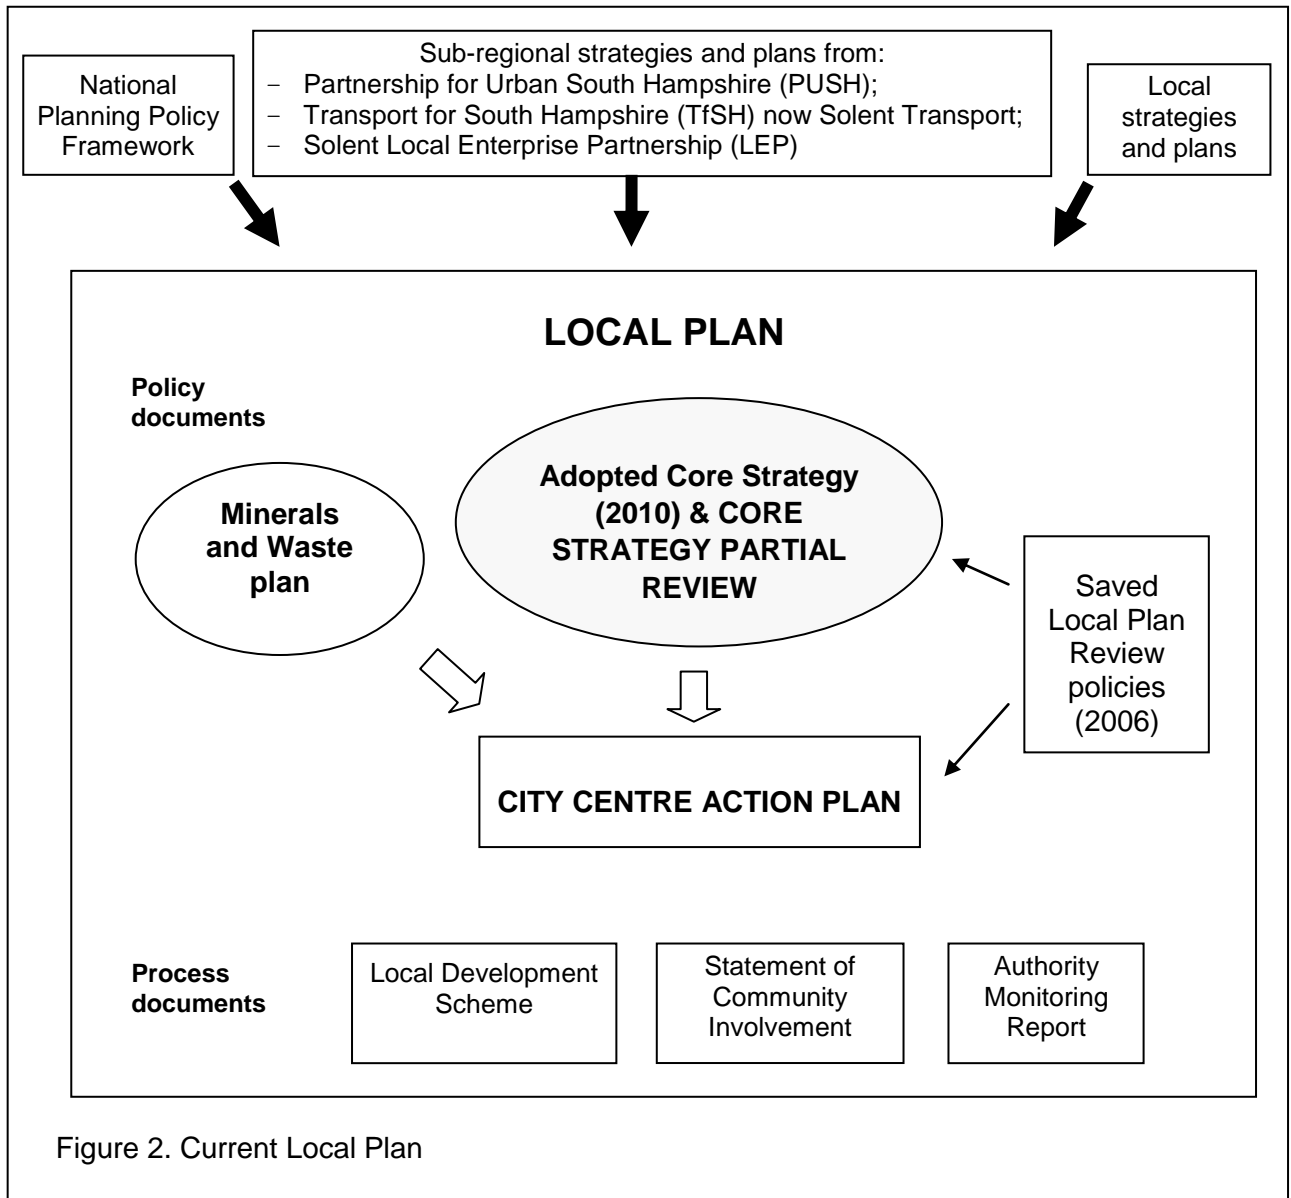 National
Planning Policy
Framework
Sub-regional strategies and plans from:
− Partnership for Urban South Hampshire (PUSH);
− Transport for South Hampshire (TfSH) now Solent Transport;
− Solent Local Enterprise Partnership (LEP)
Local
strategies
and plans
LOCAL PLAN
Policy
documents
Minerals
and Waste
plan
Adopted Core Strategy
(2010) & CORE
STRATEGY PARTIAL
REVIEW
Saved
Local Plan
Review
policies
(2006)
CITY CENTRE ACTION PLAN
Process
documents
Local Development
Scheme
Statement of
Community
Involvement
Authority
Monitoring
Report
Figure 2. Current Local Plan